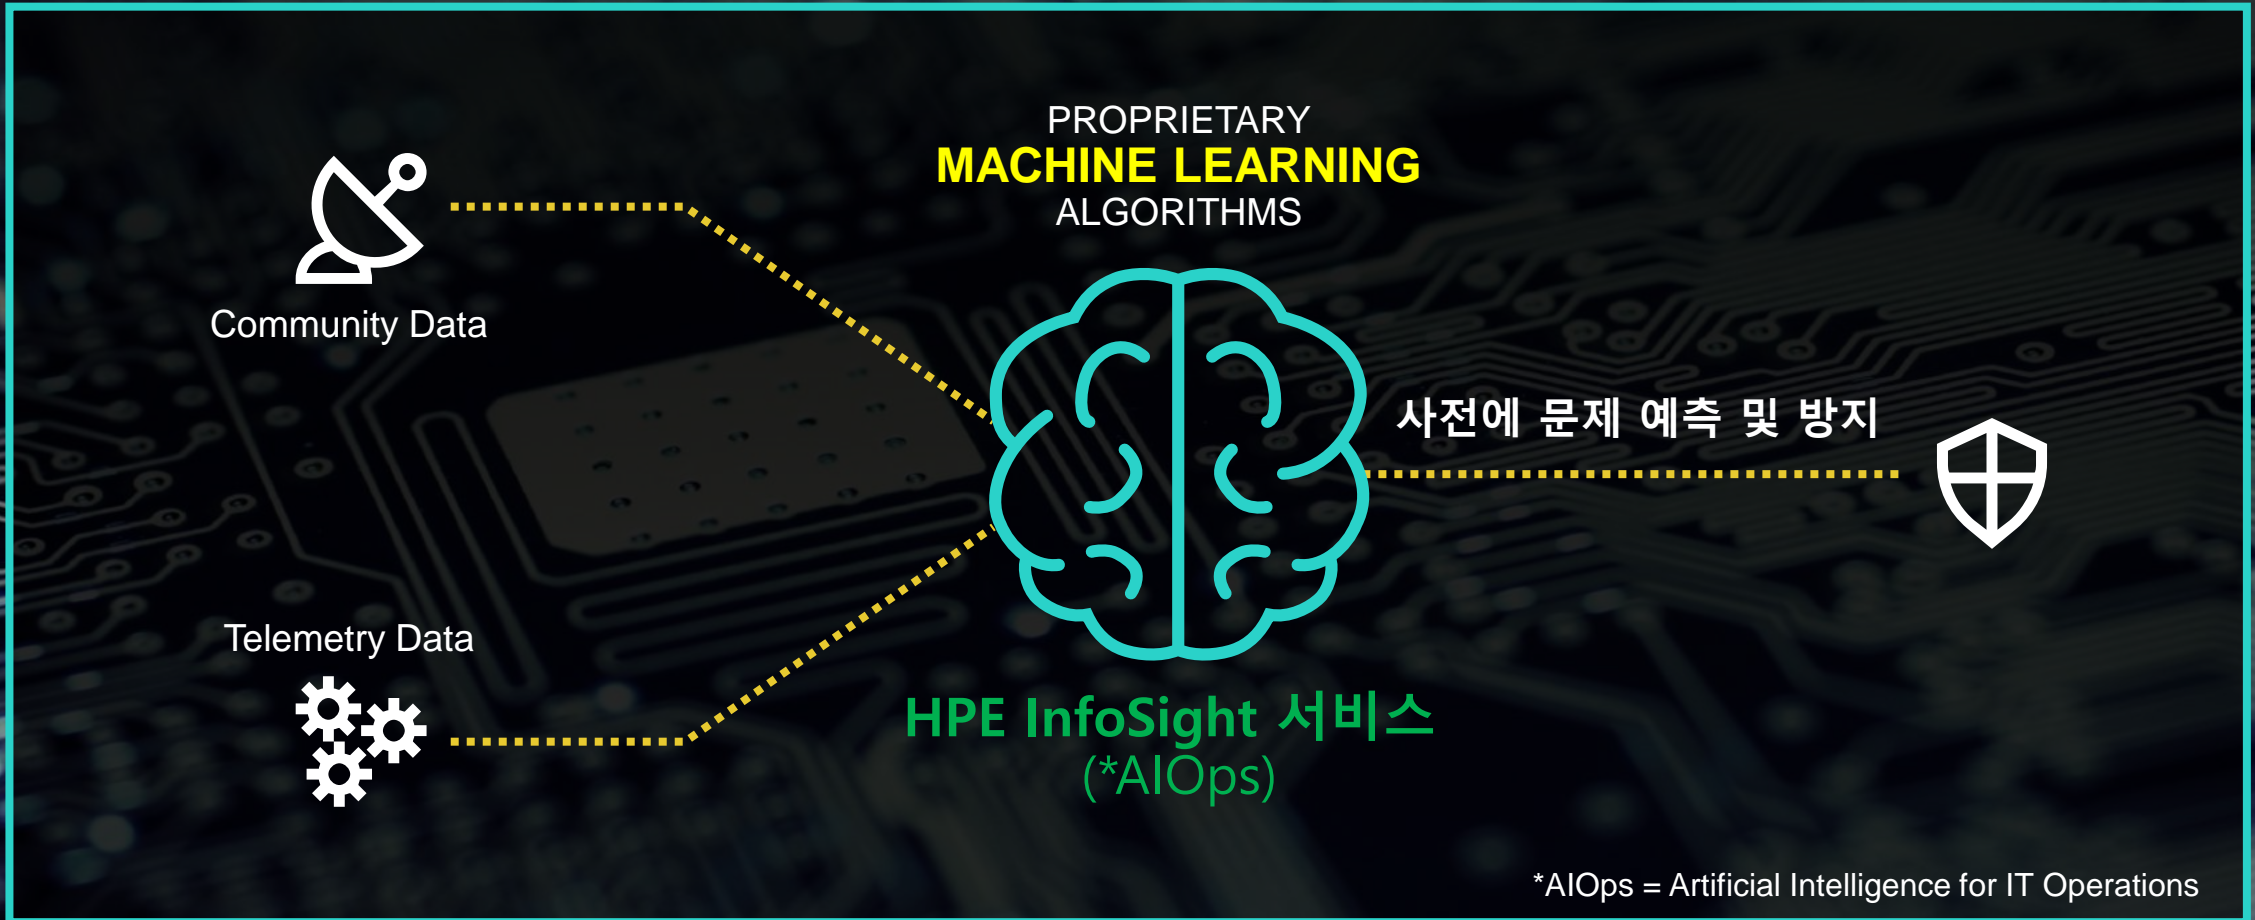 PROPRIETARY
MACHINE LEARNING
ALGORITHMS
Community Data
사전에 문제 예측 및 방지
Telemetry Data
HPE InfoSight 서비스
(*AIOps)
*AIOps = Artificial Intelligence for IT Operations